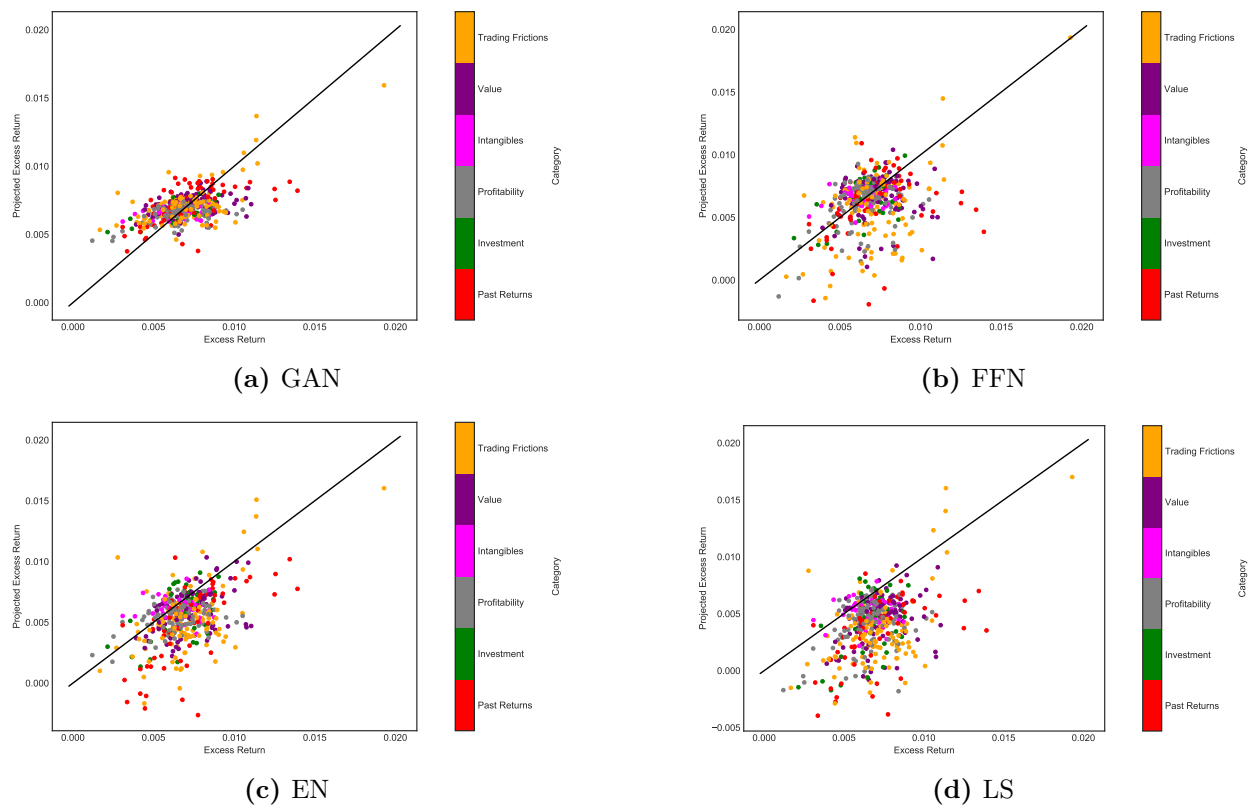 0.020
0.015
0.010
0.005
0.000
Projected Excess Return
0.000 0.005 0.010 0.015 0.020
Excess Return
Trading Frictions
Value
Intangibles
Profitability
Investment
Past Returns
Category
(a) GAN
0.020
0.015
0.010
0.005
0.000
Projected Excess Return
0.000 0.005 0.010 0.015 0.020
Excess Return
Trading Frictions
Value
Intangibles
Profitability
Investment
Past Returns
Category
(b) FFN
0.020
0.015
0.010
0.005
0.000
Projected Excess Return
0.000 0.005 0.010 0.015 0.020
Excess Return
Trading Frictions
Value
Intangibles
Profitability
Investment
Past Returns
Category
(c) EN
0.020
0.015
0.010
0.005
0.000
−0.005
Projected Excess Return
0.000 0.005 0.010 0.015 0.020
Excess Return
Trading Frictions
Value
Intangibles
Profitability
Investment
Past Returns
Category
(d) LS